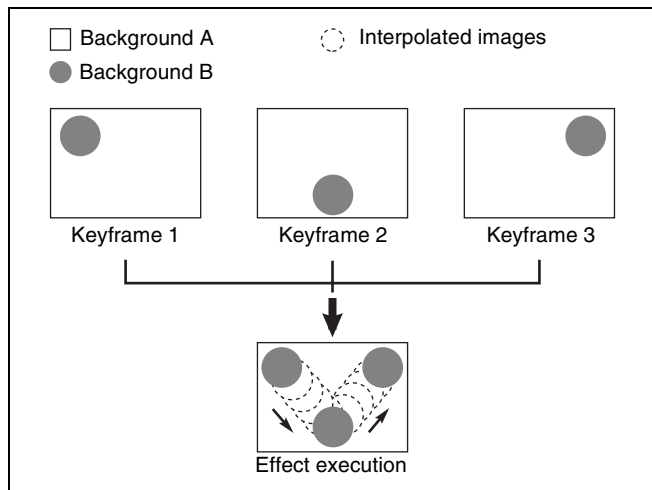 Background A
Interpolated images
Background B
Keyframe 1
Keyframe 2
Keyframe 3
Effect execution